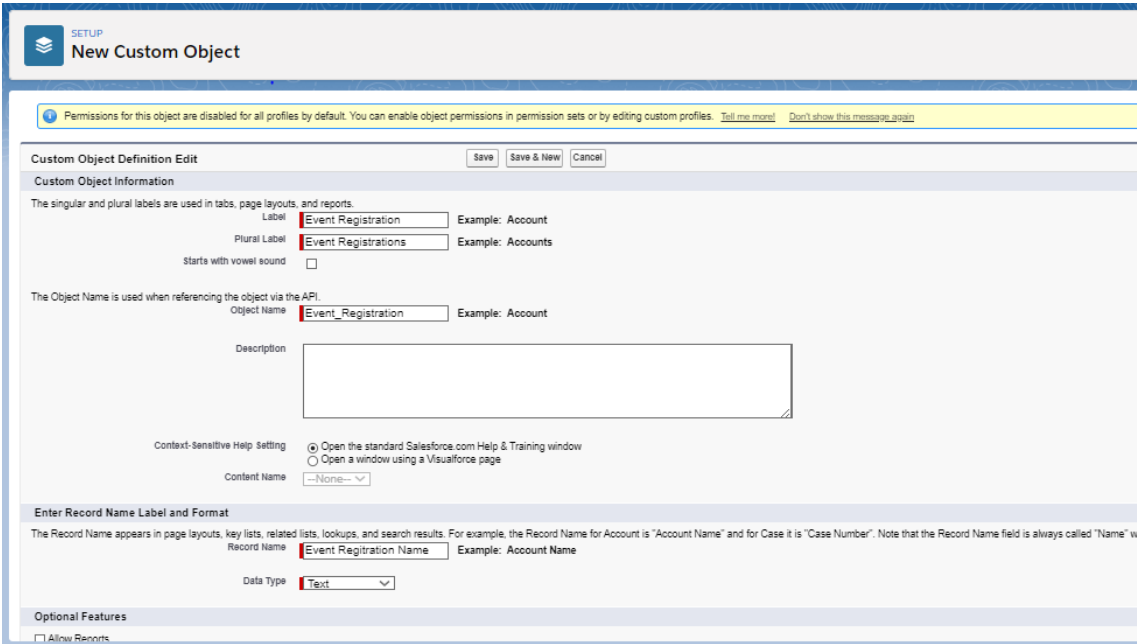 SETUP
New Custom Object
Permissions for this object are disabled for all profiles by default. You can enable object permissions in permission sets or by editing custom profiles. Tell me more! Don't show this message again
Custom Object Definition Edit Save Save & New Cancel
Custom Object Information
The singular and plural labels are used in tabs, page layouts, and reports.
Label Event Registration Example: Account
Plural Label Event Registrations Example: Accounts
Starts with vowel sound
The Object Name is used when referencing the object via the API.
Object Name Event_Registration Example: Account
Description
Context-Sensitive Help Setting Open the standard Salesforce.com Help & Training window
Open a window using a Visualforce page
Content Name --None--
Enter Record Name Label and Format
The Record Name appears in page layouts, key lists, related lists, lookups, and search results. For example, the Record Name for Account is "Account Name" and for Case it is "Case Number". Note that the Record Name field is always called "Name" w
Record Name Event Regitration Name Example: Account Name
Data Type Text
Optional Features
Allow Reports